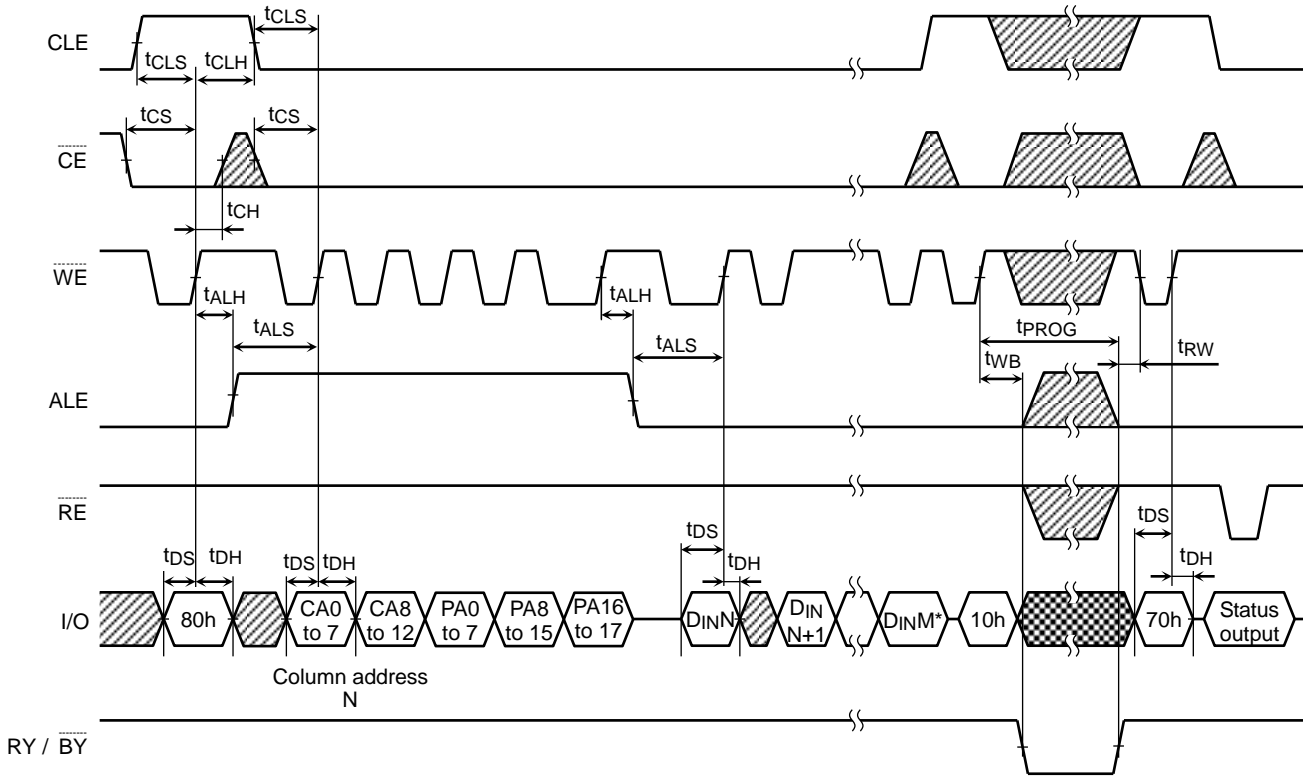 tCLS
CLE
tCLS tCLH
tCS tCS
CE
tCH
WE
tALH tALH
tALS tPROG
tALS tWB tRW
ALE
RE
tDS tDH tDS tDH tDS tDH tDS tDH
I/O 80h CA0 to 7 CA8 to 12 PA0 to 7 PA8 to 15 PA16 to 17 DINN DIN N+1 DINM* 10h 70h Status output
Column address
N
RY / BY